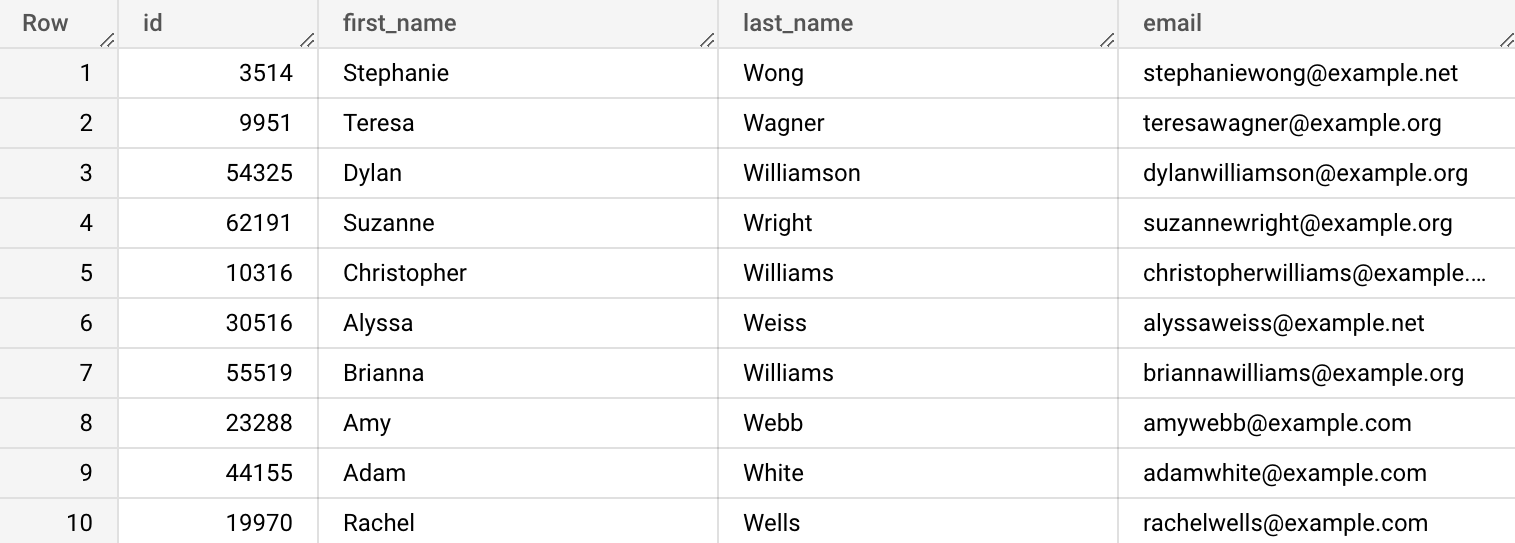 Row id first_name last_name email
1 3514 Stephanie Wong stephaniewong@example.net
2 9951 Teresa Wagner teresawagner@example.org
3 54325 Dylan Williamson dylanwilliamson@example.org
4 62191 Suzanne Wright suzannewright@example.org
5 10316 Christopher Williams christopherwilliams@example.…
6 30516 Alyssa Weiss alyssaweiss@example.net
7 55519 Brianna Williams briannawilliams@example.org
8 23288 Amy Webb amywebb@example.com
9 44155 Adam White adamwhite@example.com
10 19970 Rachel Wells rachelwells@example.com